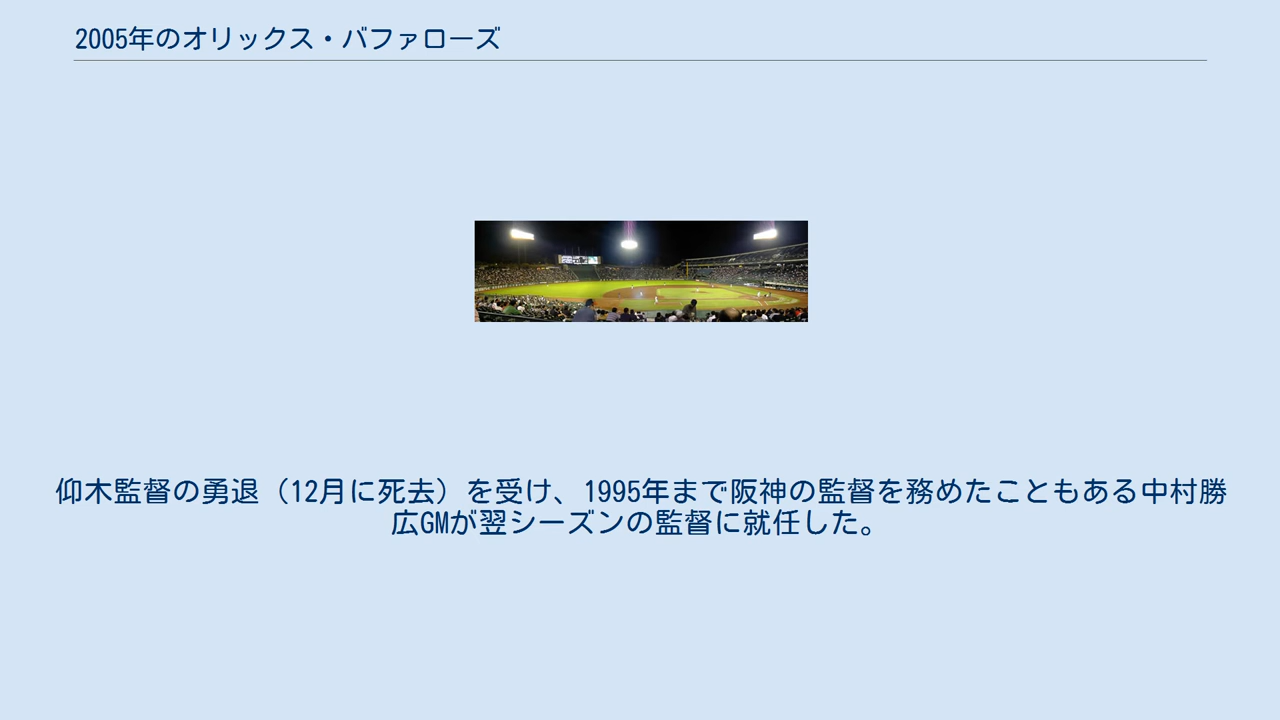 2005年のオリックス・バファローズ
仰木監督の勇退（12月に死去）を受け、1995年まで阪神の監督を務めたこともある中村勝
広GMが翌シーズンの監督に就任した。